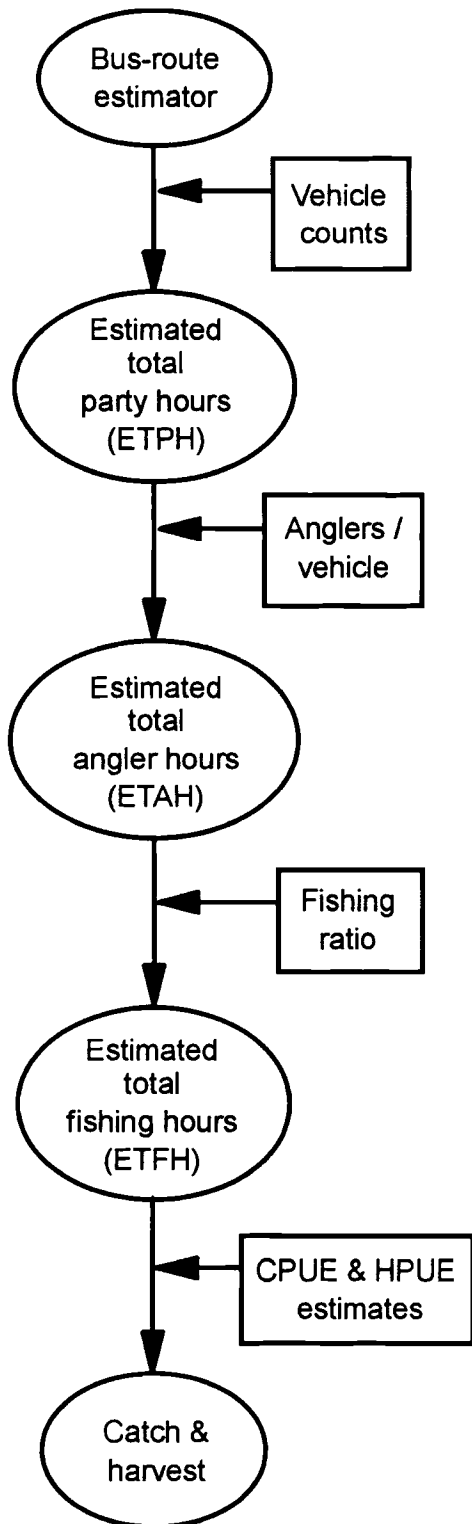 Bus-route
estimator
Vehicle
counts
Estimated
total
party hours
(ETPH)
Anglers /
vehicle
Estimated
total
angler hours
(ETAH)
Fishing
ratio
Estimated
total
fishing hours
(ETFH)
CPUE & HPUE
estimates
Catch &
harvest